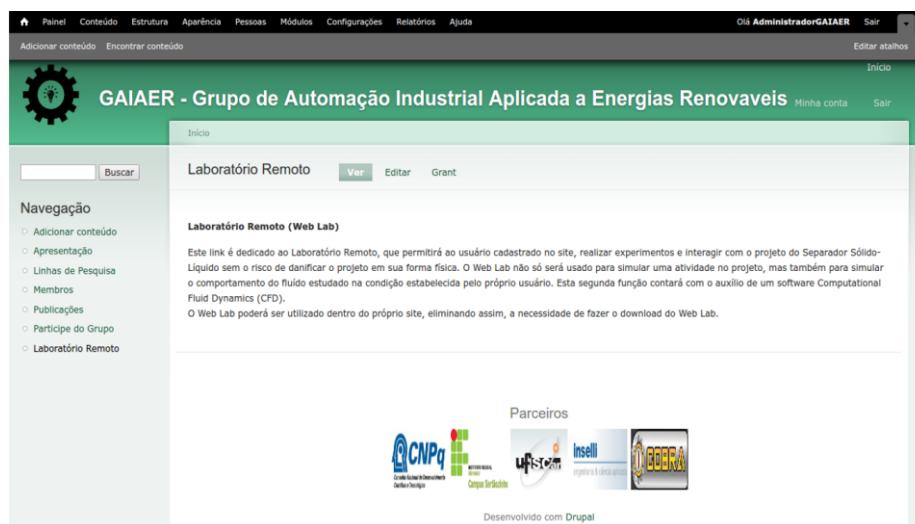 Painel Conteúdo Estrutura Aparência Pessoas Módulos Configurações Relatórios Ajuda Olá AdministradorGAIAER Sair
Adicionar conteúdo Encontrar conteúdo Editar atalhos
Início
GAIAER - Grupo de Automação Industrial Aplicada a Energias Renovaveis
Minha conta Sair
Início
Buscar
Laboratório Remoto Ver Editar Grant
Navegação
Adicionar conteúdo
Apresentação
Linhas de Pesquisa
Membros
Publicações
Participe do Grupo
Laboratório Remoto
Laboratório Remoto (Web Lab)
Este link é dedicado ao Laboratório Remoto, que permitirá ao usuário cadastrado no site, realizar experimentos e interagir com o projeto do Separador Sólido-
Líquido sem o risco de danificar o projeto em sua forma física. O Web Lab não só será usado para simular uma atividade no projeto, mas também para simular
o comportamento do fluído estudado na condição estabelecida pelo próprio usuário. Esta segunda função contará com o auxílio de um software Computational
Fluid Dynamics (CFD).
O Web Lab poderá ser utilizado dentro do próprio site, eliminando assim, a necessidade de fazer o download do Web Lab.
Parceiros
CNPq
Campus Sertãozinho
ufscar
inselli
Desenvolvido com Drupal